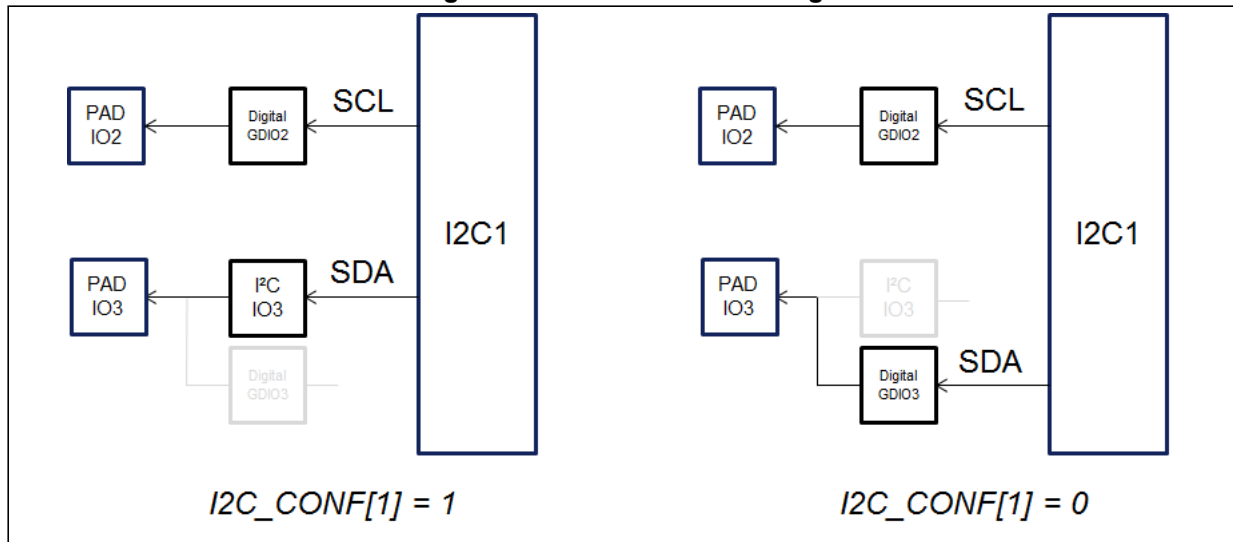 SCL
PAD
IO2
Digital
GDIO2
I2C1
PAD
IO3
I²C
IO3
SDA
Digital
GDIO3
I2C_CONF[1] = 1
SCL
PAD
IO2
Digital
GDIO2
I2C1
PAD
IO3
I²C
IO3
SDA
Digital
GDIO3
I2C_CONF[1] = 0